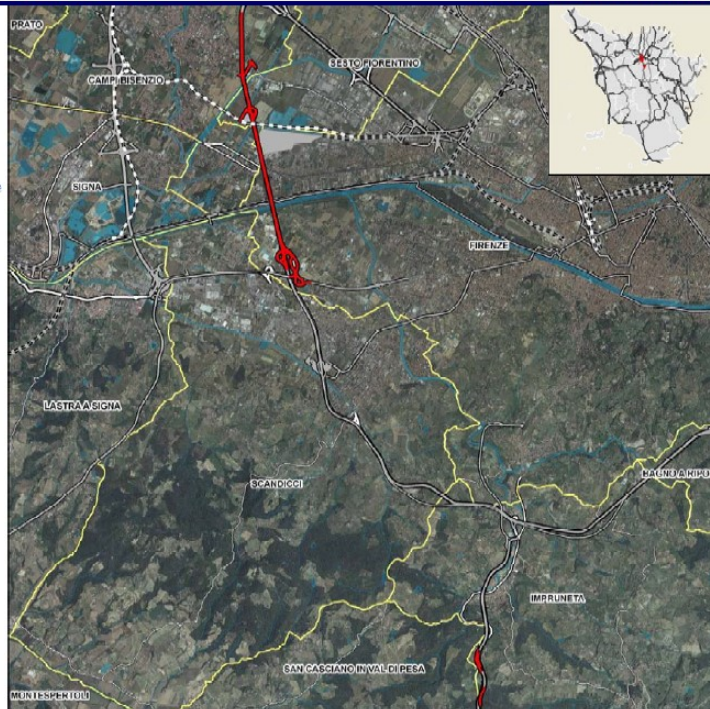 PRATO
SESTO FIORENTINO
CAMPI BISENZIO
SIGNA
FIRENZE
LASTRA A SIGNA
BAGNO A RIPO
SCANDICCI
IMPRUNETA
SAN CASCIANO IN VAL DI PESA
MONTESPERTOLI